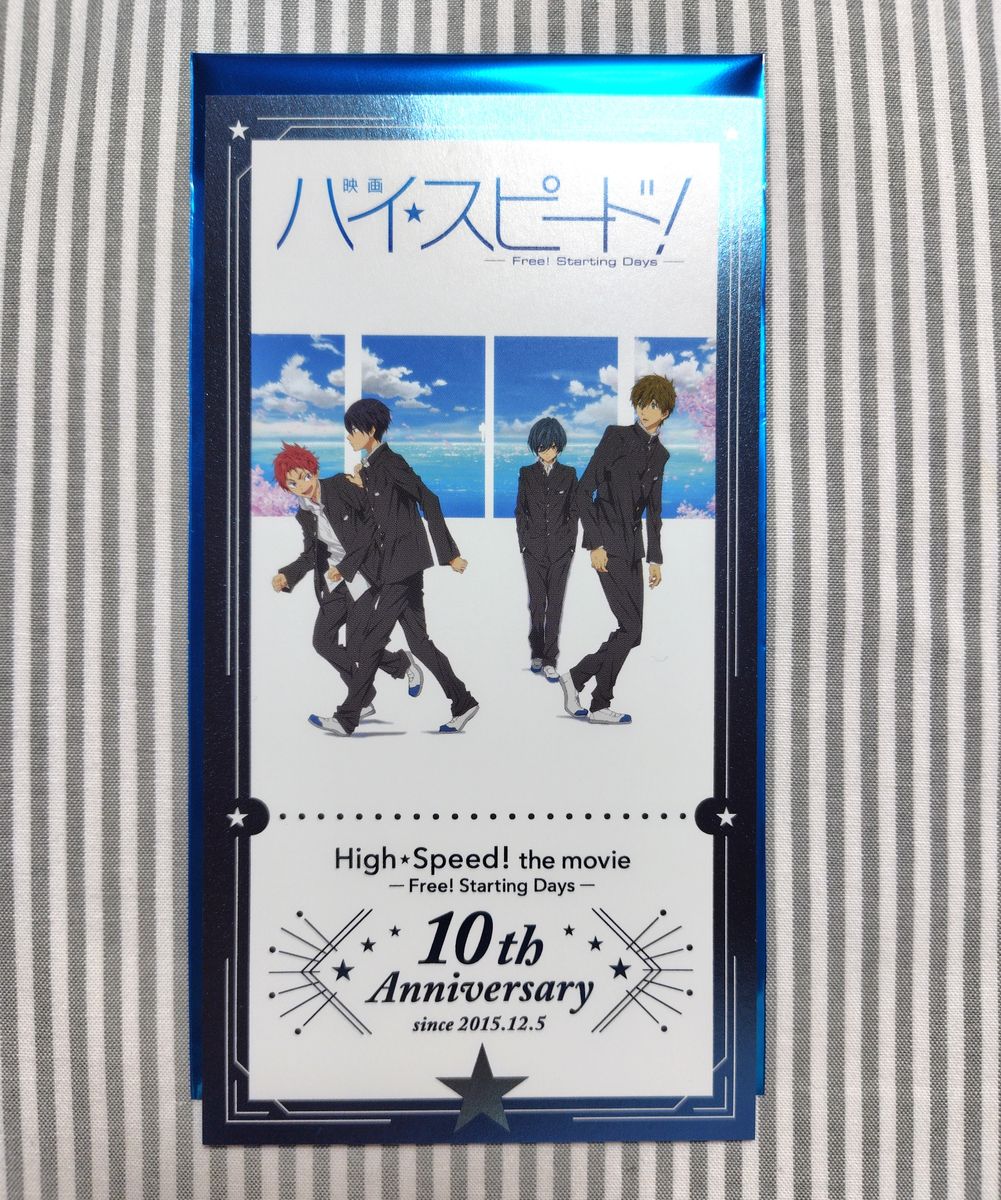 映画
ハイ☆スピード!
— Free! Starting Days —
High★Speed! the movie
— Free! Starting Days —
10th
Anniversary
since 2015.12.5